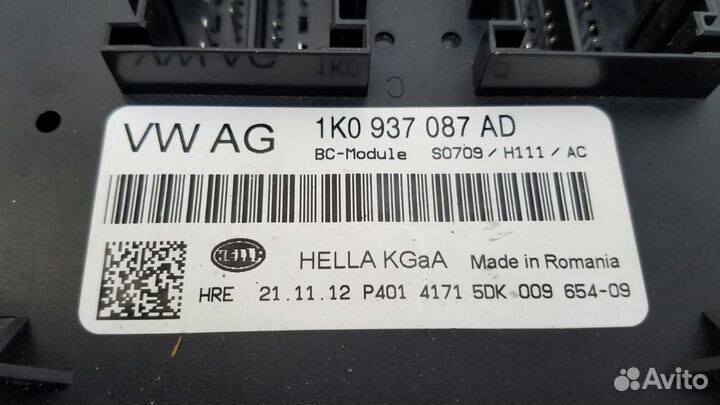 VW AG 1K0 937 087 AD
BC-Module S0709 / H111 / AC
HELLA HELLA KGaA Made in Romania
HRE 21.11.12 P401 4171 5DK 009 654-09
C
Avito